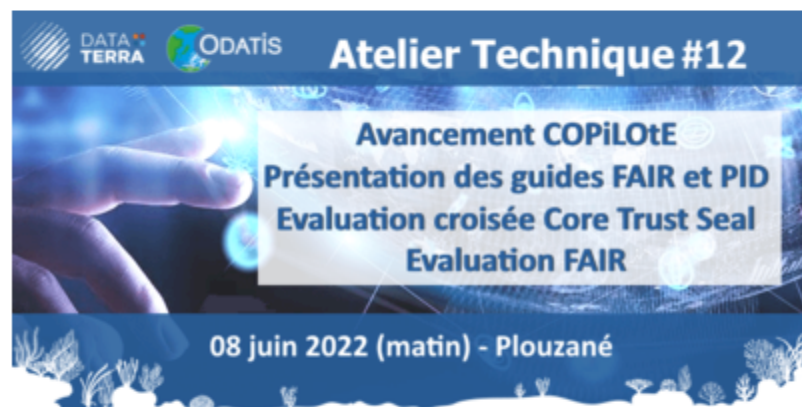 DATA
TERRA
ODATIS
Atelier Technique #12
Avancement COPiLOtE
Présentation des guides FAIR et PID
Evaluation croisée Core Trust Seal
Evaluation FAIR
08 juin 2022 (matin) - Plouzané